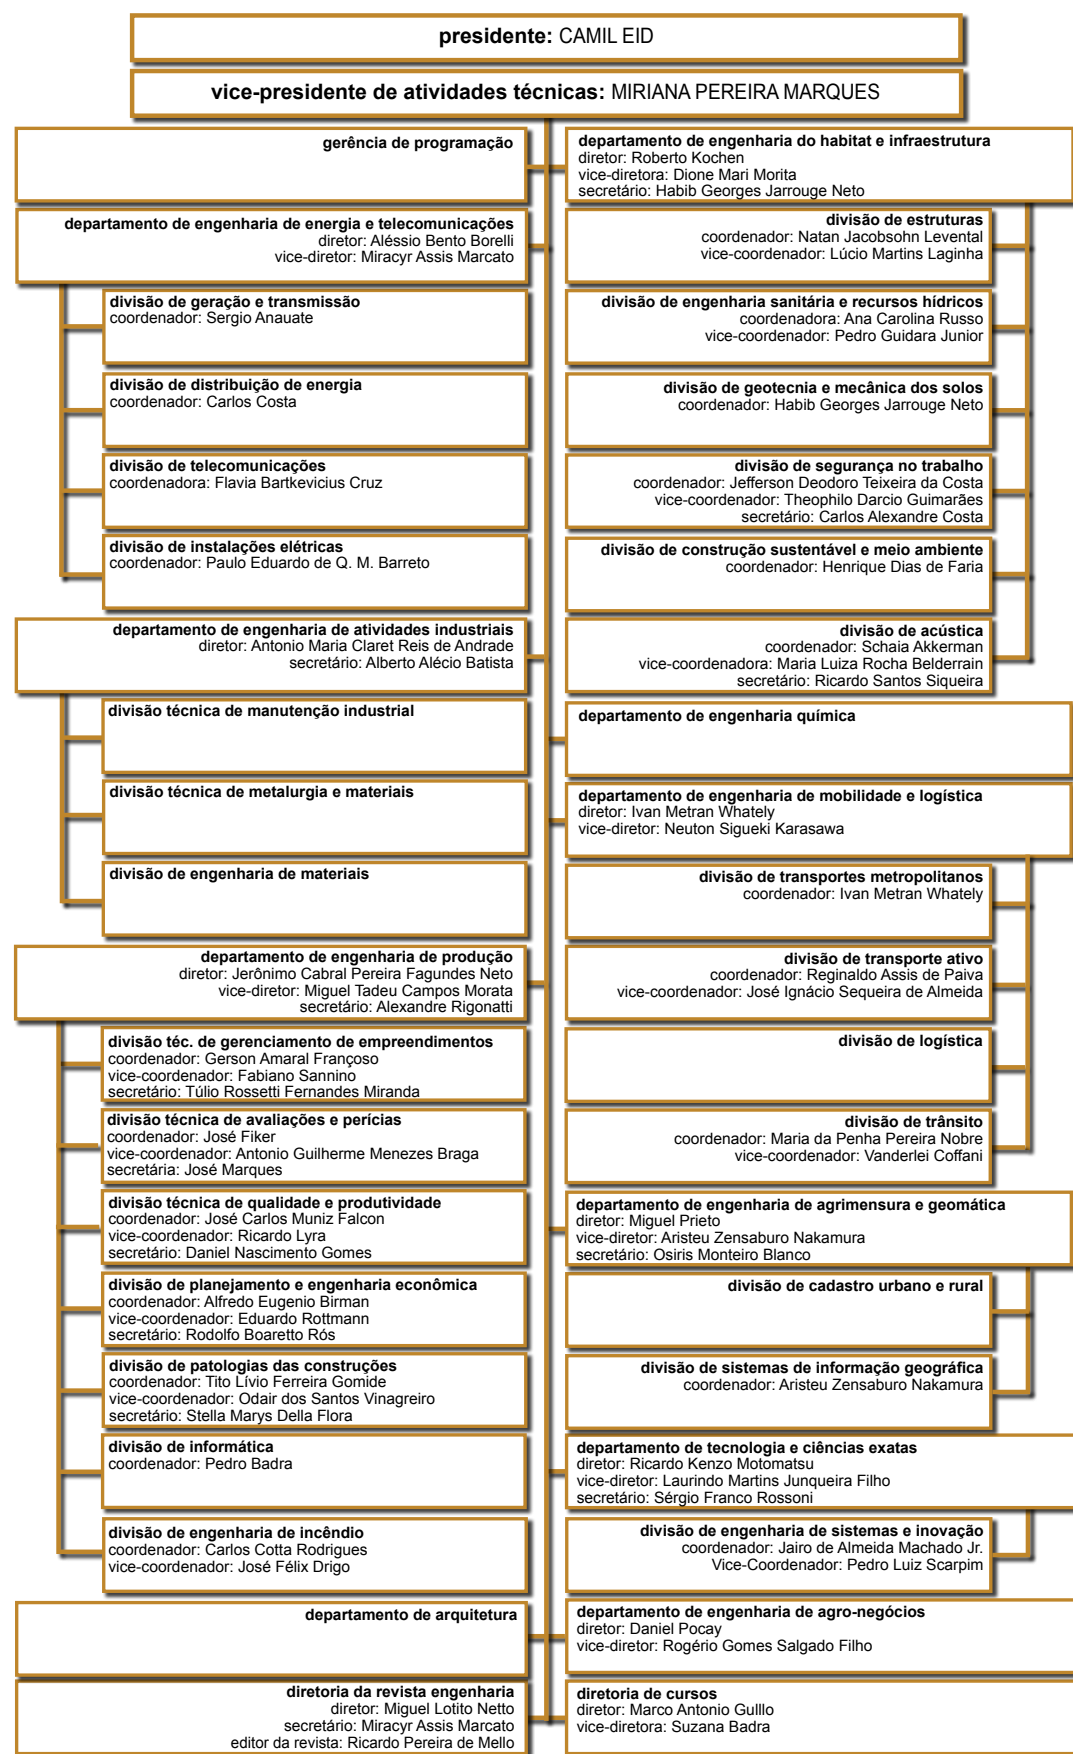 presidente: CAMIL EID
vice-presidente de atividades técnicas: MIRIANA PEREIRA MARQUES
gerência de programação
departamento de engenharia de energia e telecomunicações
diretor: Aléssio Bento Borelli
vice-diretor: Miracyr Assis Marcato
divisão de geração e transmissão
coordenador: Sergio Anauate
divisão de distribuição de energia
coordenador: Carlos Costa
divisão de telecomunicações
coordenadora: Flavia Bartkevicius Cruz
divisão de instalações elétricas
coordenador: Paulo Eduardo de Q. M. Barreto
departamento de engenharia de atividades industriais
diretor: Antonio Maria Claret Reis de Andrade
secretário: Alberto Alécio Batista
divisão técnica de manutenção industrial
divisão técnica de metalurgia e materiais
divisão de engenharia de materiais
departamento de engenharia de produção
diretor: Jerônimo Cabral Pereira Fagundes Neto
vice-diretor: Miguel Tadeu Campos Morata
secretário: Alexandre Rigonatti
divisão téc. de gerenciamento de empreendimentos
coordenador: Gerson Amaral Françoso
vice-coordenador: Fabiano Sannino
secretário: Túlio Rossetti Fernandes Miranda
divisão técnica de avaliações e perícias
coordenador: José Fiker
vice-coordenador: Antonio Guilherme Menezes Braga
secretária: José Marques
divisão técnica de qualidade e produtividade
coordenador: José Carlos Muniz Falcon
vice-coordenador: Ricardo Lyra
secretário: Daniel Nascimento Gomes
divisão de planejamento e engenharia econômica
coordenador: Alfredo Eugenio Birman
vice-coordenador: Eduardo Rottmann
secretário: Rodolfo Boaretto Rós
divisão de patologias das construções
coordenador: Tito Lívio Ferreira Gomide
vice-coordenador: Odair dos Santos Vinagreiro
secretário: Stella Marys Della Flora
divisão de informática
coordenador: Pedro Badra
divisão de engenharia de incêndio
coordenador: Carlos Cotta Rodrigues
vice-coordenador: José Félix Drigo
departamento de arquitetura
diretoria da revista engenharia
diretor: Miguel Lotito Netto
secretário: Miracyr Assis Marcato
editor da revista: Ricardo Pereira de Mello
departamento de engenharia do habitat e infraestrutura
diretor: Roberto Kochen
vice-diretora: Dione Mari Morita
secretário: Habib Georges Jarrouge Neto
divisão de estruturas
coordenador: Natan Jacobsohn Levental
vice-coordenador: Lúcio Martins Laginha
divisão de engenharia sanitária e recursos hídricos
coordenadora: Ana Carolina Russo
vice-coordenador: Pedro Guidara Junior
divisão de geotecnia e mecânica dos solos
coordenador: Habib Georges Jarrouge Neto
divisão de segurança no trabalho
coordenador: Jefferson Deodoro Teixeira da Costa
vice-coordenador: Theophilo Darcio Guimarães
secretário: Carlos Alexandre Costa
divisão de construção sustentável e meio ambiente
coordenador: Henrique Dias de Faria
divisão de acústica
coordenador: Schaia Akkerman
vice-coordenadora: Maria Luiza Rocha Belderrain
secretário: Ricardo Santos Siqueira
departamento de engenharia química
departamento de engenharia de mobilidade e logística
diretor: Ivan Metran Whately
vice-diretor: Neuton Sigueki Karasawa
divisão de transportes metropolitanos
coordenador: Ivan Metran Whately
divisão de transporte ativo
coordenador: Reginaldo Assis de Paiva
vice-coordenador: José Ignácio Sequeira de Almeida
divisão de logística
divisão de trânsito
coordenador: Maria da Penha Pereira Nobre
vice-coordenador: Vanderlei Coffani
departamento de engenharia de agrimensura e geomática
diretor: Miguel Prieto
vice-diretor: Aristeu Zensaburo Nakamura
secretário: Osiris Monteiro Blanco
divisão de cadastro urbano e rural
divisão de sistemas de informação geográfica
coordenador: Aristeu Zensaburo Nakamura
departamento de tecnologia e ciências exatas
diretor: Ricardo Kenzo Motomatsu
vice-diretor: Laurindo Martins Junqueira Filho
secretário: Sérgio Franco Rossoni
divisão de engenharia de sistemas e inovação
coordenador: Jairo de Almeida Machado Jr.
Vice-Coordenador: Pedro Luiz Scarpim
departamento de engenharia de agro-negócios
diretor: Daniel Pocay
vice-diretor: Rogério Gomes Salgado Filho
diretoria de cursos
diretor: Marco Antonio Gulllo
vice-diretora: Suzana Badra